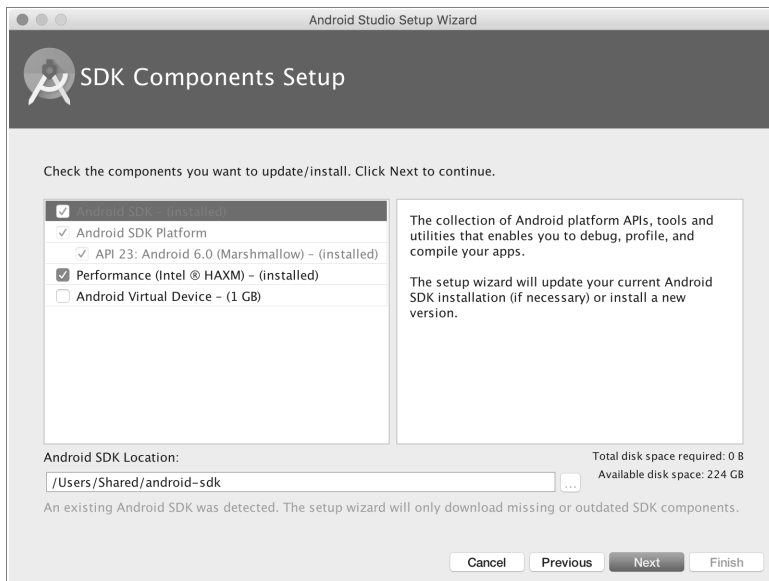 Android Studio Setup Wizard
SDK Components Setup
Check the components you want to update/install. Click Next to continue.
Android SDK – (installed)
Android SDK Platform
API 23: Android 6.0 (Marshmallow) – (installed)
Performance (Intel ® HAXM) – (installed)
Android Virtual Device – (1 GB)
The collection of Android platform APIs, tools and
utilities that enables you to debug, profile, and
compile your apps.
The setup wizard will update your current Android
SDK installation (if necessary) or install a new
version.
Android SDK Location:
Total disk space required: 0 B
Available disk space: 224 GB
/Users/Shared/android-sdk
...
An existing Android SDK was detected. The setup wizard will only download missing or outdated SDK components.
Cancel Previous Next Finish